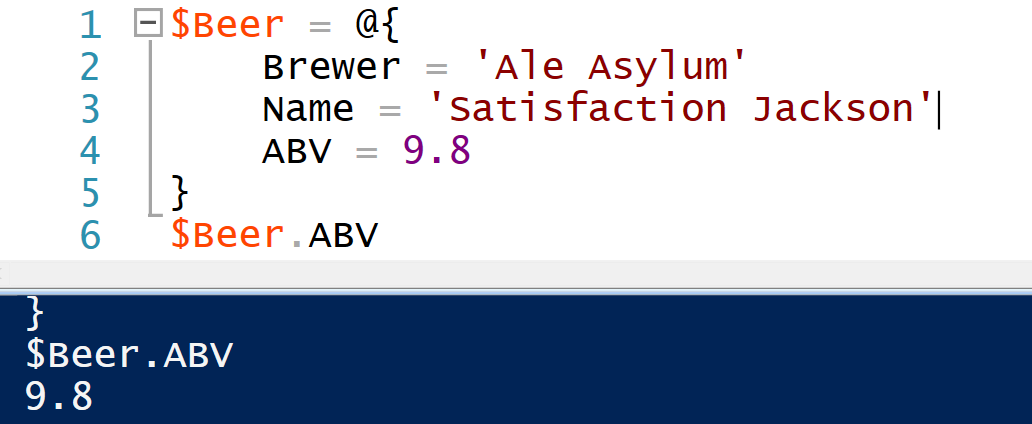 1 $Beer = @{
2 Brewer = 'Ale Asylum'
3 Name = 'Satisfaction Jackson'
4 ABV = 9.8
5 }
6 $Beer.ABV
}
$Beer.ABV
9.8